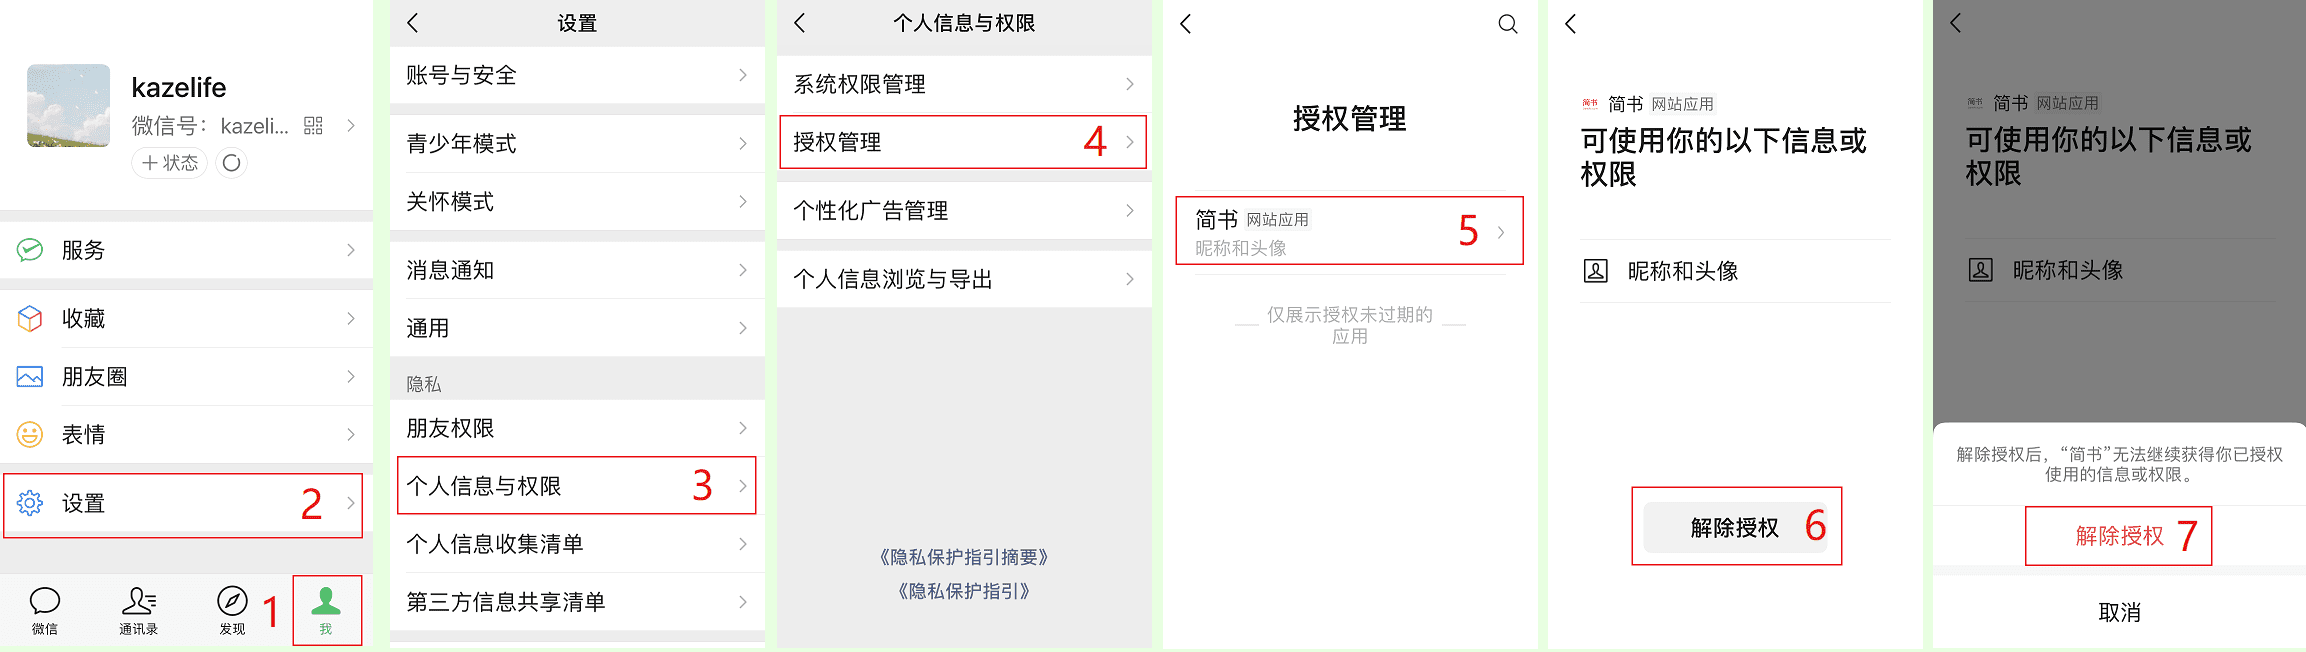 kazelife
微信号：kazeli...
+ 状态
服务
收藏
朋友圈
表情
设置 2
微信 通讯录 发现 1 我
设置
账号与安全
青少年模式
关怀模式
消息通知
通用
隐私
朋友权限
个人信息与权限 3
个人信息收集清单
第三方信息共享清单
个人信息与权限
系统权限管理
授权管理 4
个性化广告管理
个人信息浏览与导出
《隐私保护指引摘要》
《隐私保护指引》
授权管理
简书 网站应用
昵称和头像
5
仅展示授权未过期的
应用
简书 简书 网站应用
可使用你的以下信息或
权限
昵称和头像
解除授权 6
简书 简书 网站应用
可使用你的以下信息或
权限
昵称和头像
解除授权后，“简书”无法继续获得你已授权
使用的信息或权限。
解除授权 7
取消